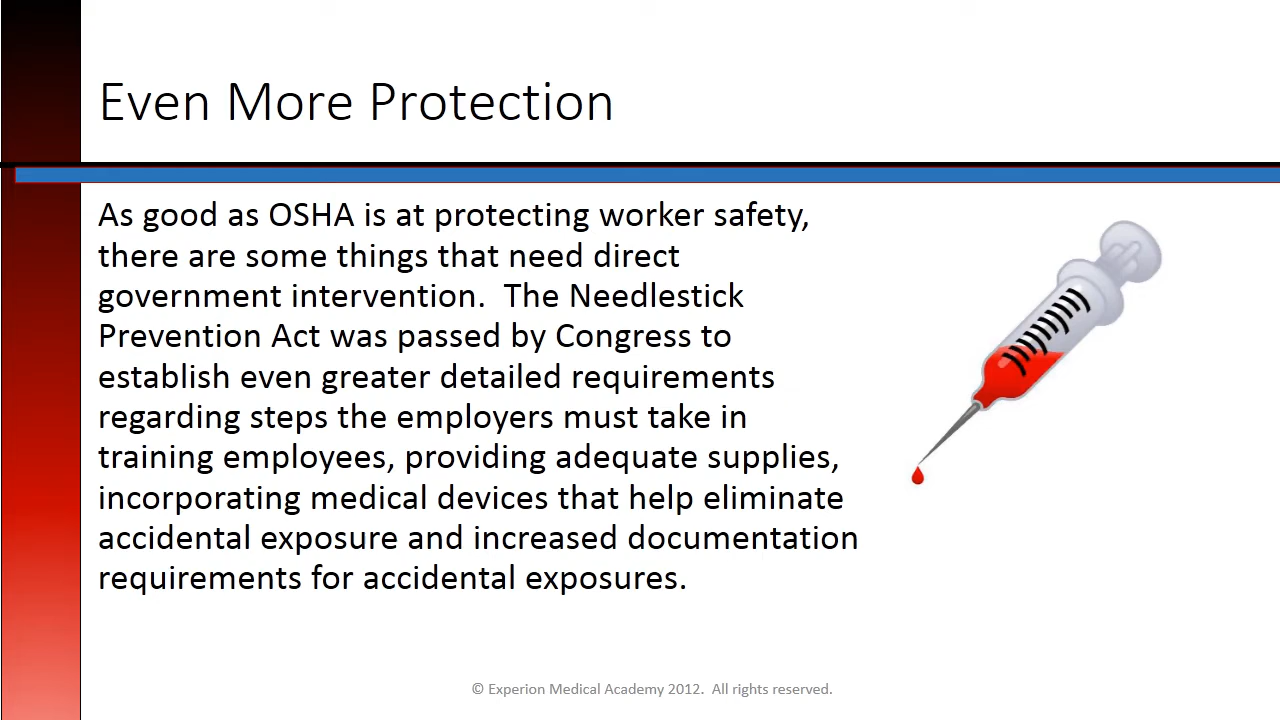 Even More Protection
As good as OSHA is at protecting worker safety,
there are some things that need direct
government intervention.  The Needlestick
Prevention Act was passed by Congress to
establish even greater detailed requirements
regarding steps the employers must take in
training employees, providing adequate supplies,
incorporating medical devices that help eliminate
accidental exposure and increased documentation
requirements for accidental exposures.
© Experion Medical Academy 2012.  All rights reserved.